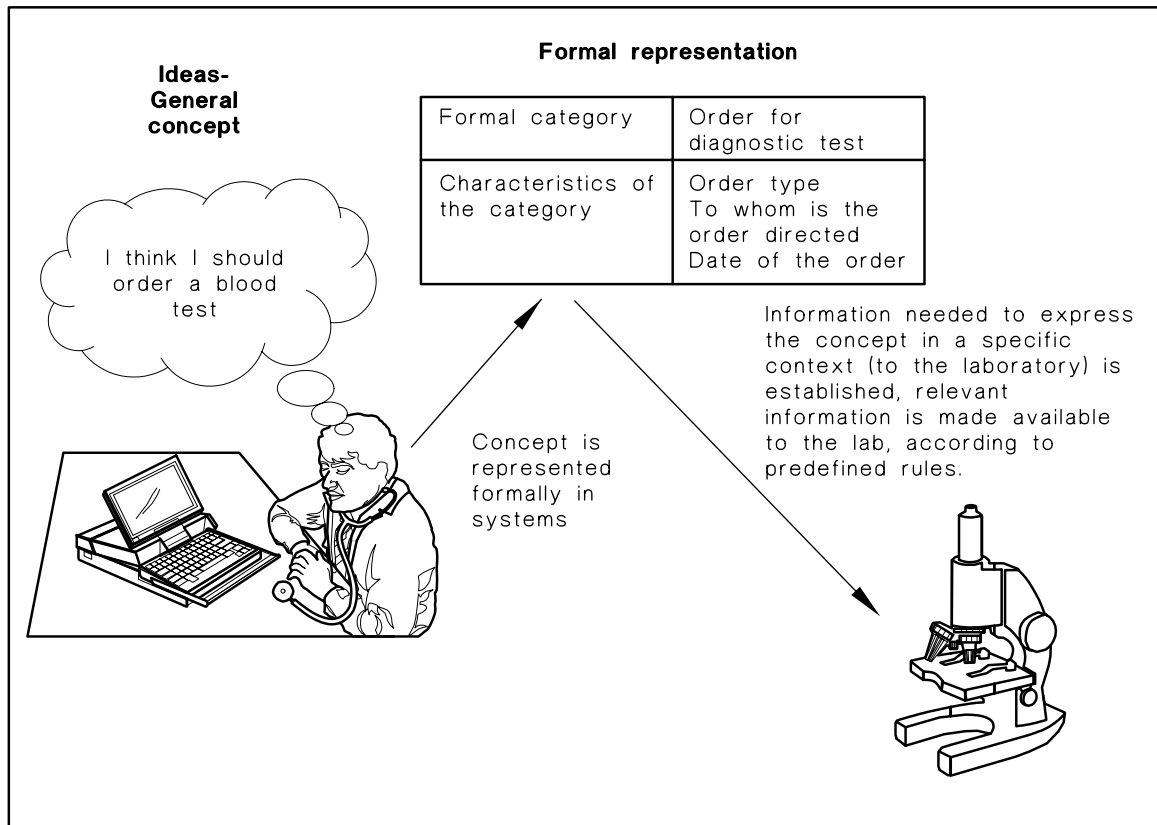 Ideas-
General
concept
Formal representation
Formal category
Order for
diagnostic test
Characteristics of
the category
Order type
To whom is the
order directed
Date of the order
I think I should
order a blood
test
Concept is
represented
formally in
systems
Information needed to express
the concept in a specific
context (to the laboratory) is
established, relevant
information is made available
to the lab, according to
predefined rules.